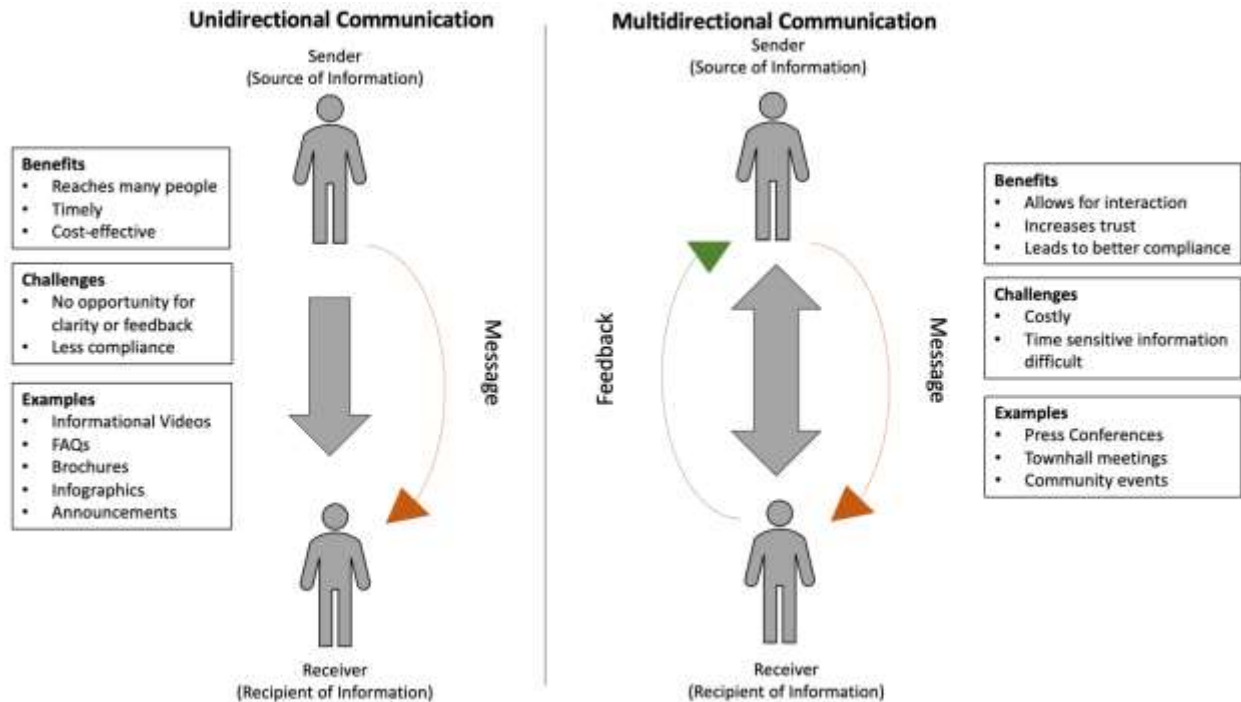 Unidirectional Communication
Sender
(Source of Information)
Benefits
• Reaches many people
• Timely
• Cost-effective
Challenges
• No opportunity for
clarity or feedback
• Less compliance
Examples
• Informational Videos
• FAQs
• Brochures
• Infographics
• Announcements
Message
Receiver
(Recipient of Information)
Multidirectional Communication
Sender
(Source of Information)
Feedback
Message
Benefits
• Allows for interaction
• Increases trust
• Leads to better compliance
Challenges
• Costly
• Time sensitive information
difficult
Examples
• Press Conferences
• Townhall meetings
• Community events
Receiver
(Recipient of Information)